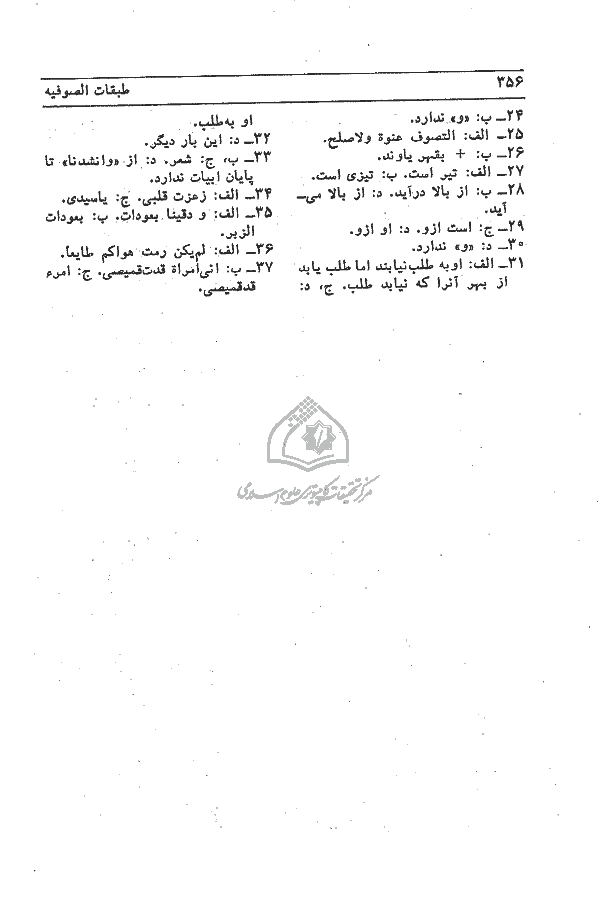 ۳۵۶
طبقات الصوفیه
۲۴ـ ب: «و» ندارد.
۲۵ـ الف: التصوف عنوة ولاصلح.
۲۶ـ ب: + بقهر یاوند.
۲۷ـ الف: تیر است. ب: تیزی است.
۲۸ـ ب: از بالا درآید. د: از بالا می‌ـ
آید.
۲۹ـ ج: است ازو. د: او ازو.
۳۰ـ د: «و» ندارد.
۳۱ـ الف: او به طلب نیابند اما طلب یابد
از بهر آنرا که نیابد طلب. ج، د:
او به‌طلب.
۳۲ـ د: این بار دیگر.
۳۳ـ ب، ج: شعر. د: از «وانشدنا» تا
پایان ابیات ندارد.
۳۴ـ الف: زعزت قلبی. ج: یاسیدی.
۳۵ـ الف: و دقینا بعودات. ب: بعودات
الزبر.
۳۶ـ الف: لم‌یکن رمت هواکم طایعا.
۳۷ـ ب: ائی‌امراة قدت‌قمیصی. ج: امرء
قدقمیصی.
مرکز تحقیقات کامپیوتری علوم اسلامی